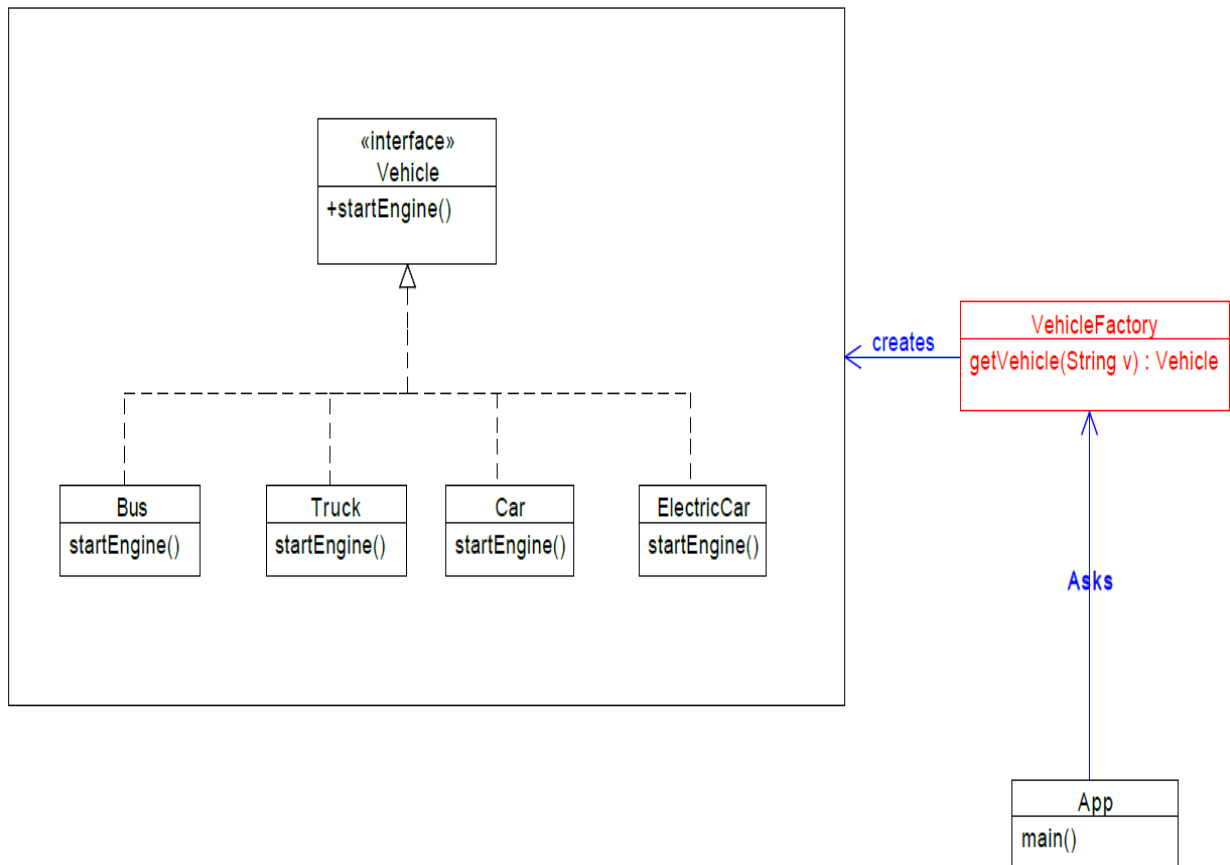 «interface»
Vehicle
+startEngine()
VehicleFactory
getVehicle(String v) : Vehicle
creates
Bus
startEngine()
Truck
startEngine()
Car
startEngine()
ElectricCar
startEngine()
Asks
App
main()